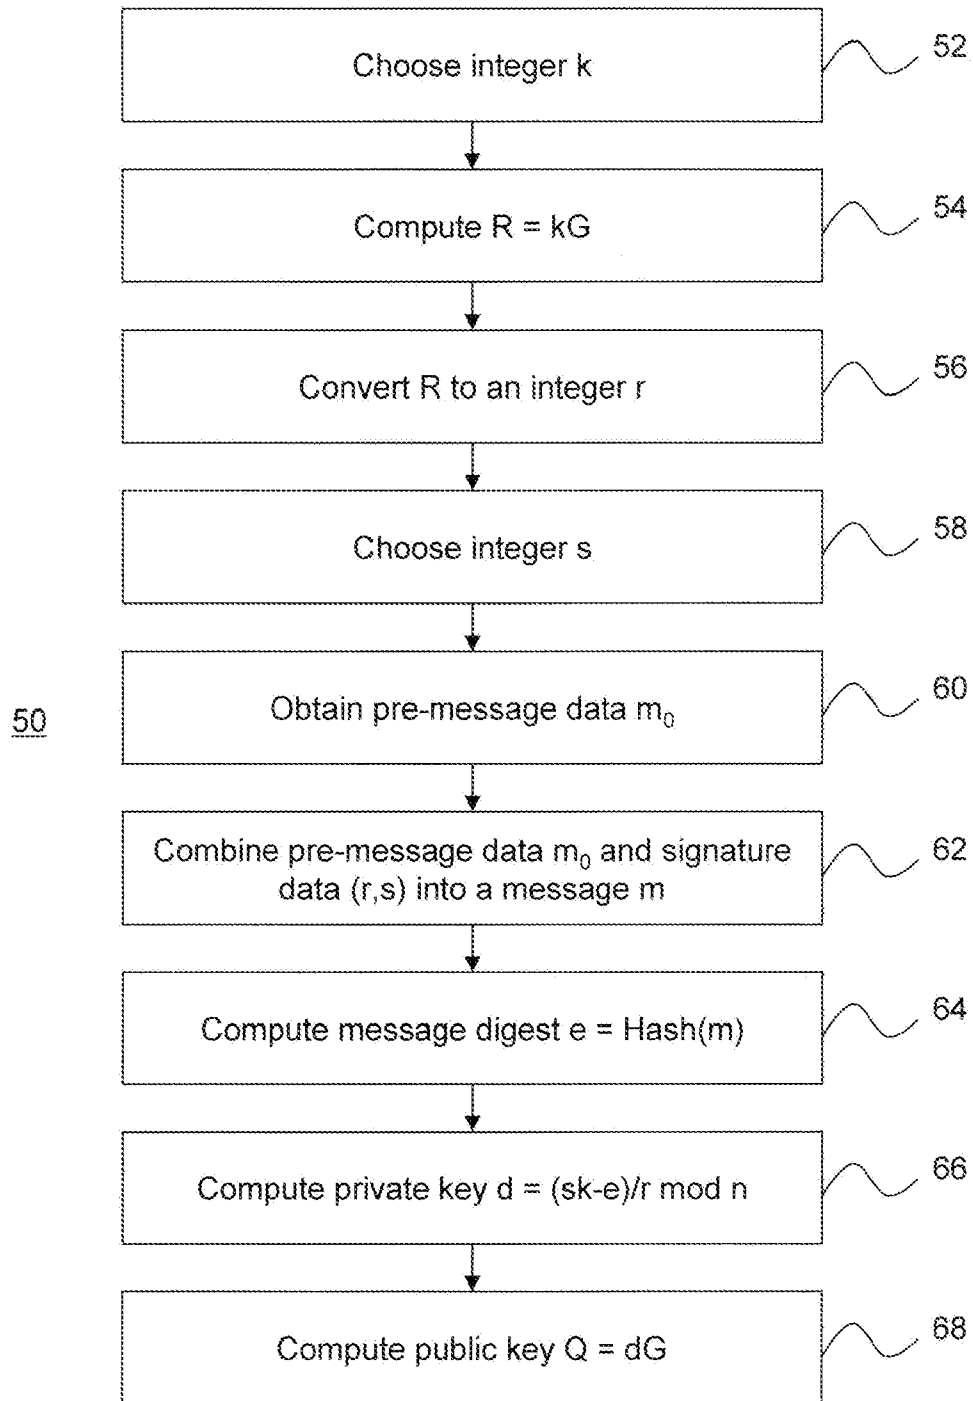 Choose integer k
52
Compute R = kG
54
Convert R to an integer r
56
Choose integer s
58
Obtain pre-message data m₀
60
50
Combine pre-message data m₀ and signature
data (r,s) into a message m
62
Compute message digest e = Hash(m)
64
Compute private key d = (sk-e)/r mod n
66
Compute public key Q = dG
68